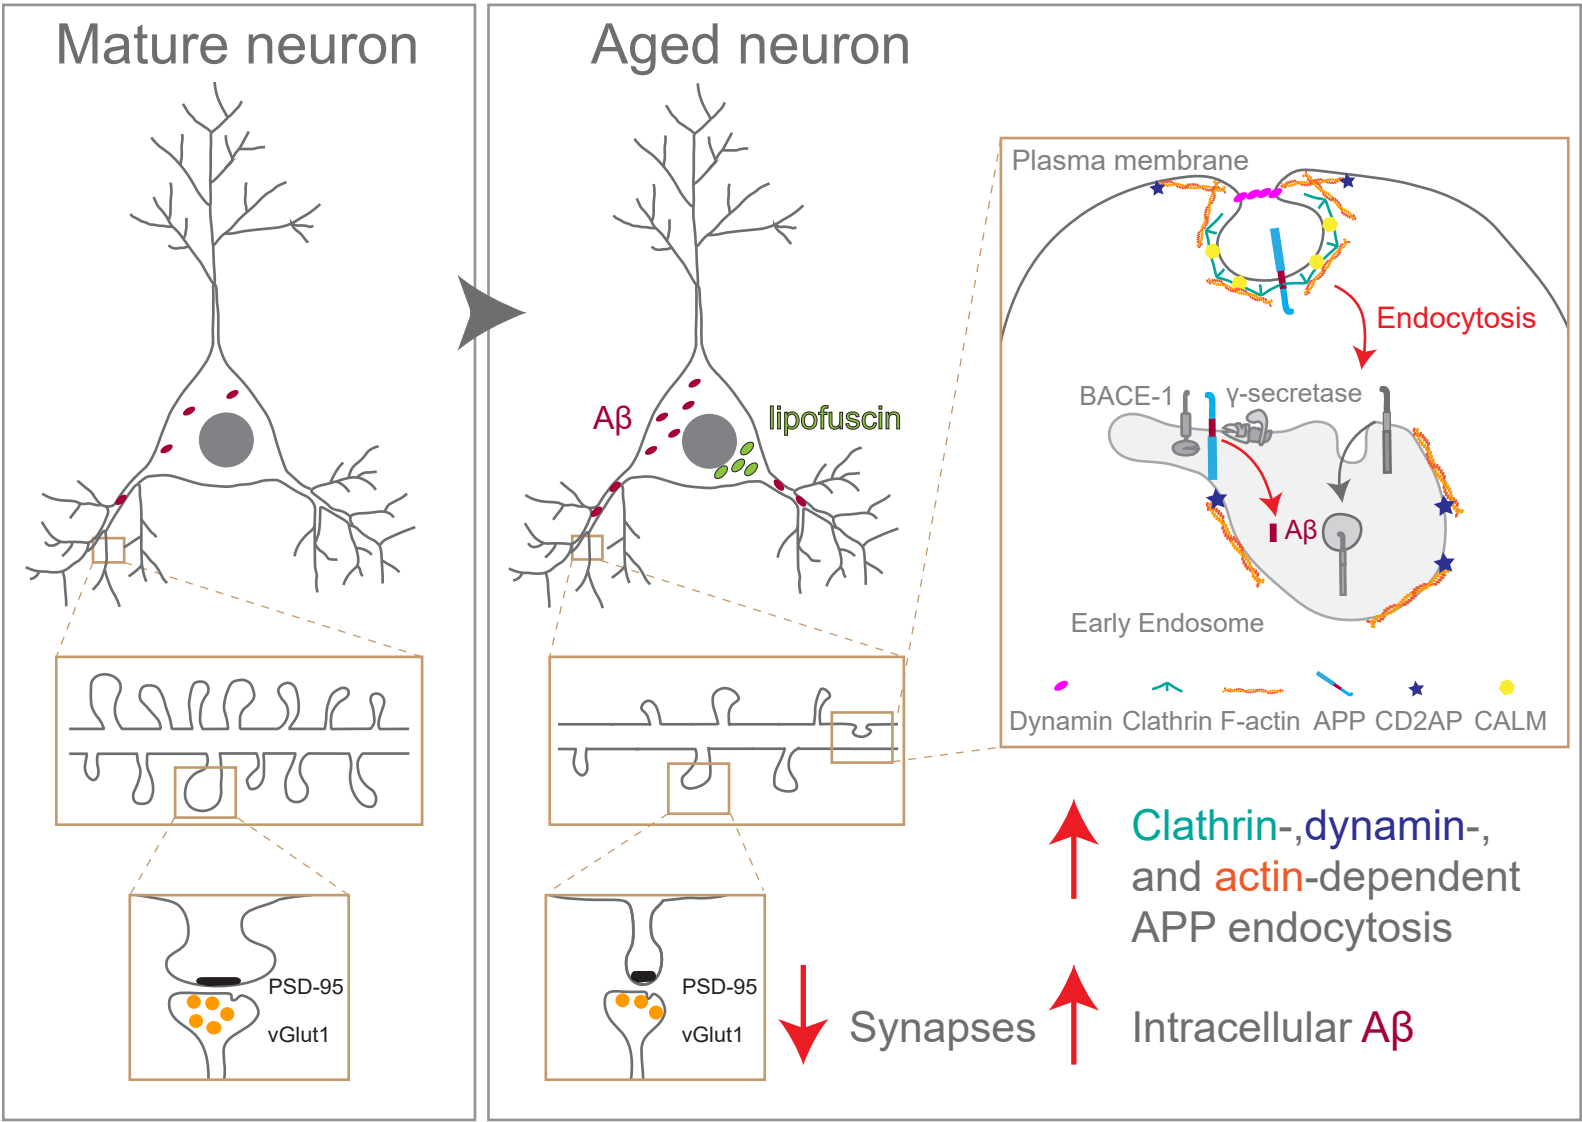 Mature neuron
Aged neuron
Plasma membrane
Endocytosis
BACE-1
γ-secretase
Aβ
lipofuscin
Aβ
Early Endosome
Dynamin Clathrin F-actin APP CD2AP CALM
Clathrin-,dynamin-,
and actin-dependent
APP endocytosis
PSD-95
vGlut1
PSD-95
vGlut1
Synapses
Intracellular Aβ